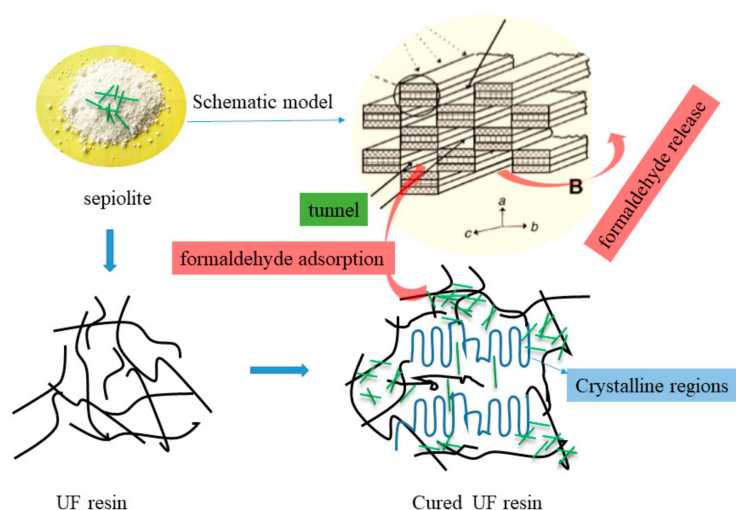 Schematic model
sepiolite
tunnel
B
a
c
b
formaldehyde release
formaldehyde adsorption
Crystalline regions
UF resin
Cured UF resin